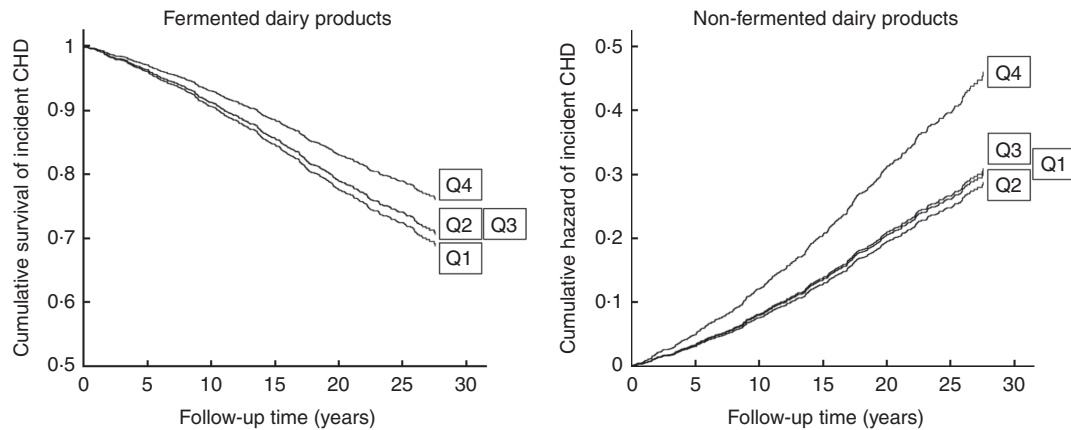 Fermented dairy products
Cumulative survival of incident CHD
1
0·9
0·8
0·7
0·6
0·5
0 5 10 15 20 25 30
Follow-up time (years)
Q4
Q2 Q3
Q1
Non-fermented dairy products
Cumulative hazard of incident CHD
0·5
0·4
0·3
0·2
0·1
0
0 5 10 15 20 25 30
Follow-up time (years)
Q4
Q3
Q1
Q2